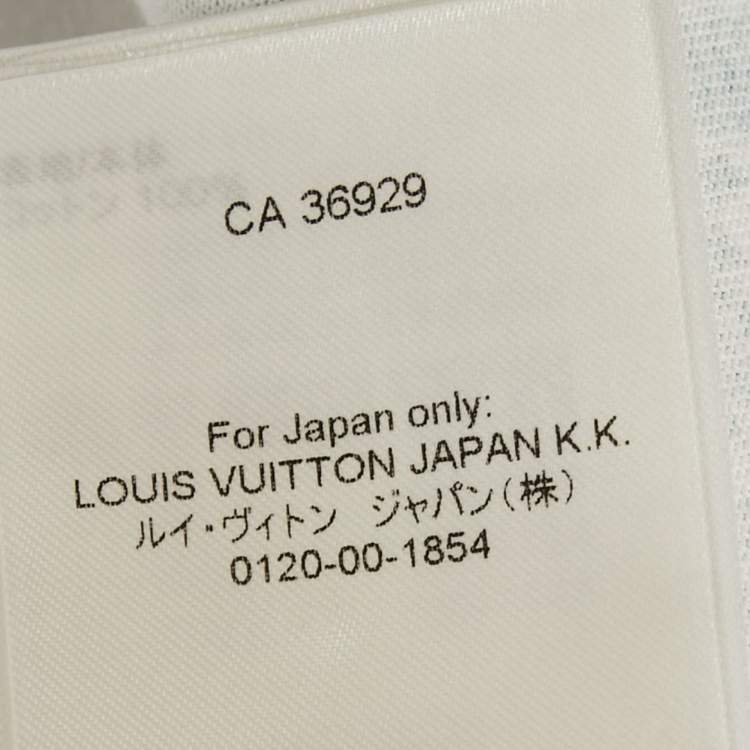 CA 36929
For Japan only:
LOUIS VUITTON JAPAN K.K.
ルイ・ヴィトン ジャパン(株)
0120-00-1854